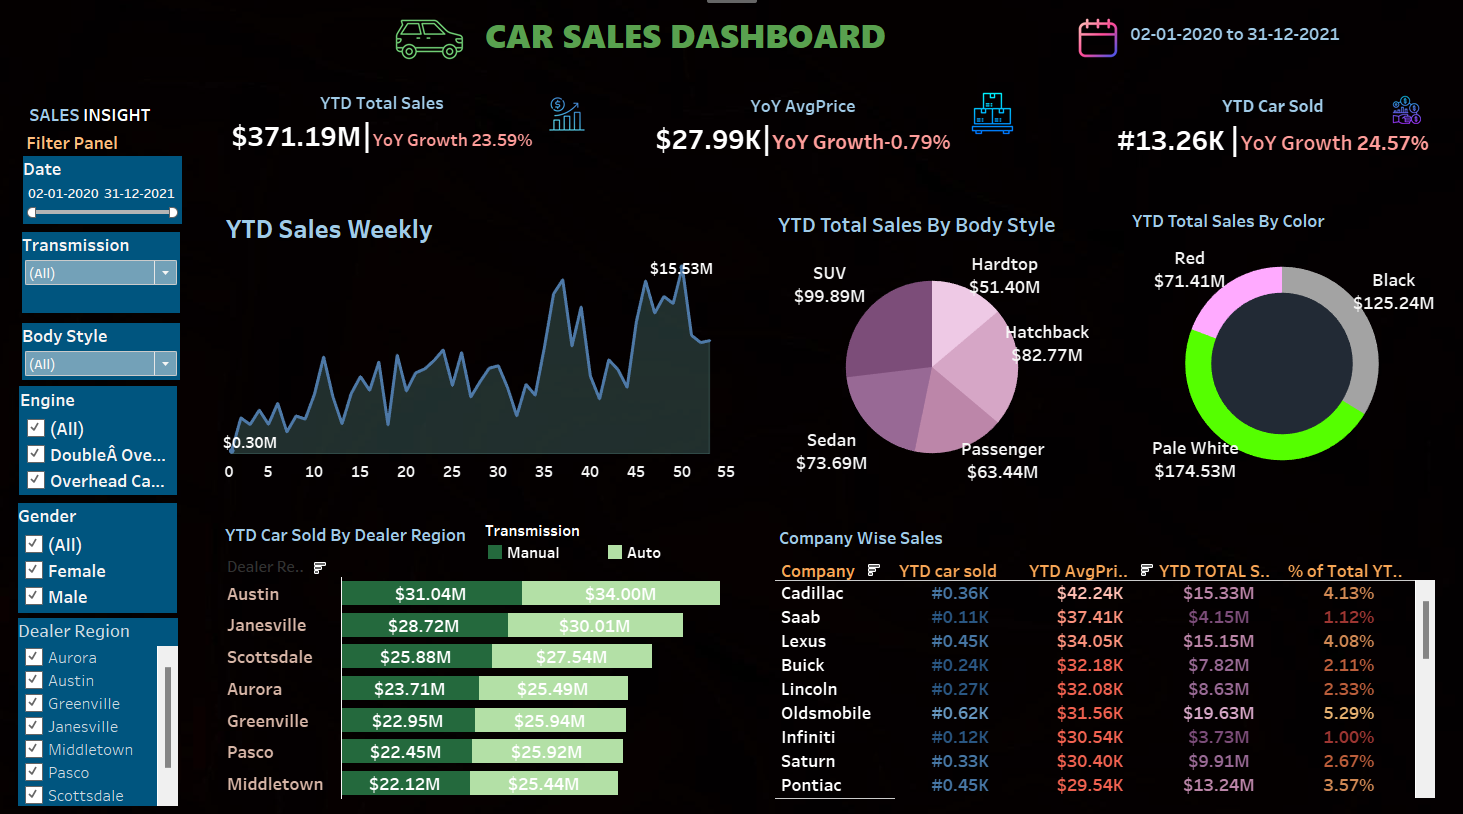 CAR SALES DASHBOARD
02-01-2020 to 31-12-2021
SALES INSIGHT
Filter Panel
Date
02-01-2020 31-12-2021
Transmission
(All)
Body Style
(All)
Engine
(All)
DoubleÂ Ove...
Overhead Ca...
Gender
(All)
Female
Male
Dealer Region
Aurora
Austin
Greenville
Janesville
Middletown
Pasco
Scottsdale
YTD Total Sales
$371.19M|YoY Growth 23.59%
YoY AvgPrice
$27.99K|YoY Growth-0.79%
YTD Car Sold
#13.26K |YoY Growth 24.57%
YTD Sales Weekly
$15.53M
$0.30M
0 5 10 15 20 25 30 35 40 45 50 55
YTD Total Sales By Body Style
SUV
$99.89M
Hardtop
$51.40M
Hatchback
$82.77M
Sedan
$73.69M
Passenger
$63.44M
YTD Total Sales By Color
Red
$71.41M
Black
$125.24M
Pale White
$174.53M
YTD Car Sold By Dealer Region
Transmission
Manual Auto
Dealer Re..
Austin $31.04M $34.00M
Janesville $28.72M $30.01M
Scottsdale $25.88M $27.54M
Aurora $23.71M $25.49M
Greenville $22.95M $25.94M
Pasco $22.45M $25.92M
Middletown $22.12M $25.44M
Company Wise Sales
Company YTD car sold YTD AvgPri.. YTD TOTAL S.. % of Total YT..
Cadillac #0.36K $42.24K $15.33M 4.13%
Saab #0.11K $37.41K $4.15M 1.12%
Lexus #0.45K $34.05K $15.15M 4.08%
Buick #0.24K $32.18K $7.82M 2.11%
Lincoln #0.27K $32.08K $8.63M 2.33%
Oldsmobile #0.62K $31.56K $19.63M 5.29%
Infiniti #0.12K $30.54K $3.73M 1.00%
Saturn #0.33K $30.40K $9.91M 2.67%
Pontiac #0.45K $29.54K $13.24M 3.57%